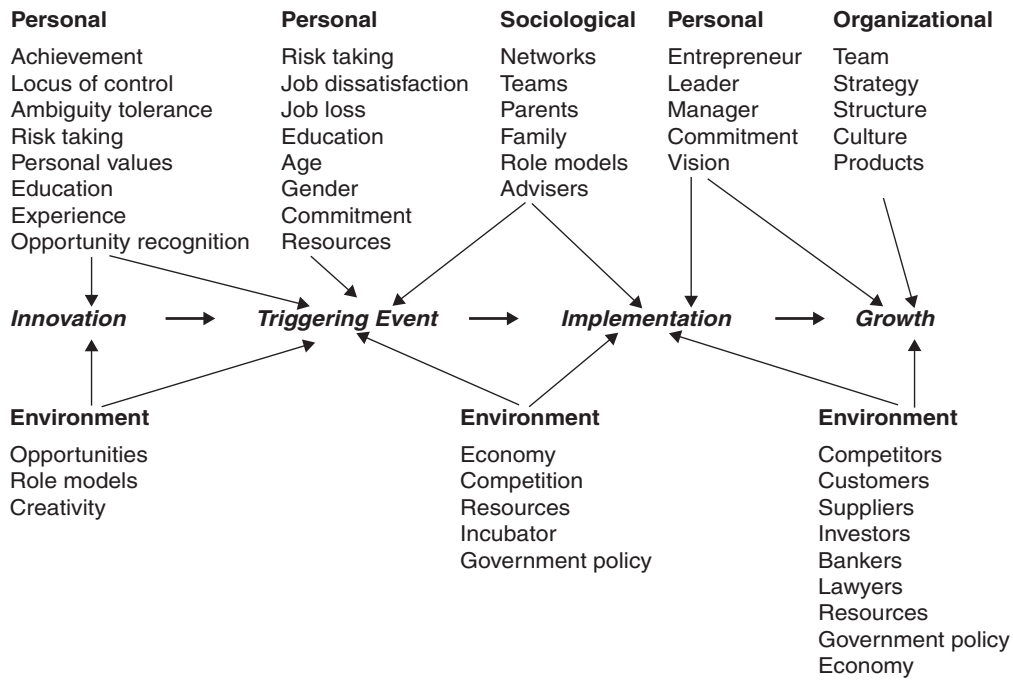 Personal
Achievement
Locus of control
Ambiguity tolerance
Risk taking
Personal values
Education
Experience
Opportunity recognition
Personal
Risk taking
Job dissatisfaction
Job loss
Education
Age
Gender
Commitment
Resources
Sociological
Networks
Teams
Parents
Family
Role models
Advisers
Personal
Entrepreneur
Leader
Manager
Commitment
Vision
Organizational
Team
Strategy
Structure
Culture
Products
Innovation
Triggering Event
Implementation
Growth
Environment
Opportunities
Role models
Creativity
Environment
Economy
Competition
Resources
Incubator
Government policy
Environment
Competitors
Customers
Suppliers
Investors
Bankers
Lawyers
Resources
Government policy
Economy